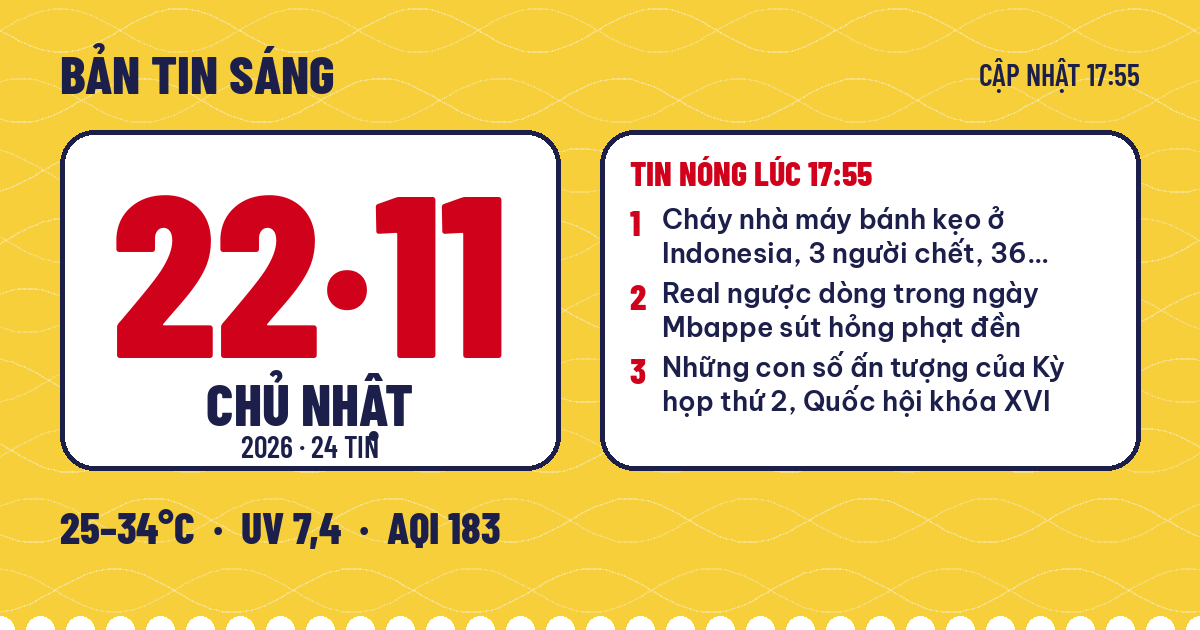 BẢN TIN SÁNG
CẬP NHẬT 17:55
22·11
CHỦ NHẬT
2026 · 24 TIN
TIN NÓNG LÚC 17:55
1 Cháy nhà máy bánh kẹo ở
Indonesia, 3 người chết, 36...
2 Real ngược dòng trong ngày
Mbappe sút hỏng phạt đền
3 Những con số ấn tượng của Kỳ
họp thứ 2, Quốc hội khóa XVI
25–34°C · UV 7,4 · AQI 183